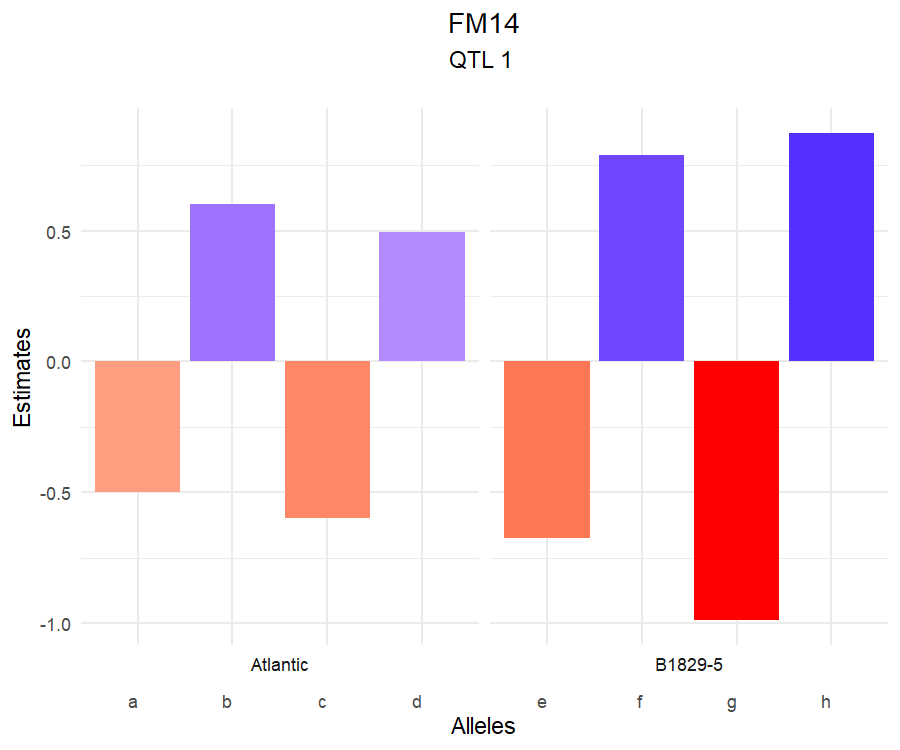 FM14
QTL 1
Estimates
0.5
0.0
-0.5
-1.0
Atlantic B1829-5
a b c d e f g h
Alleles